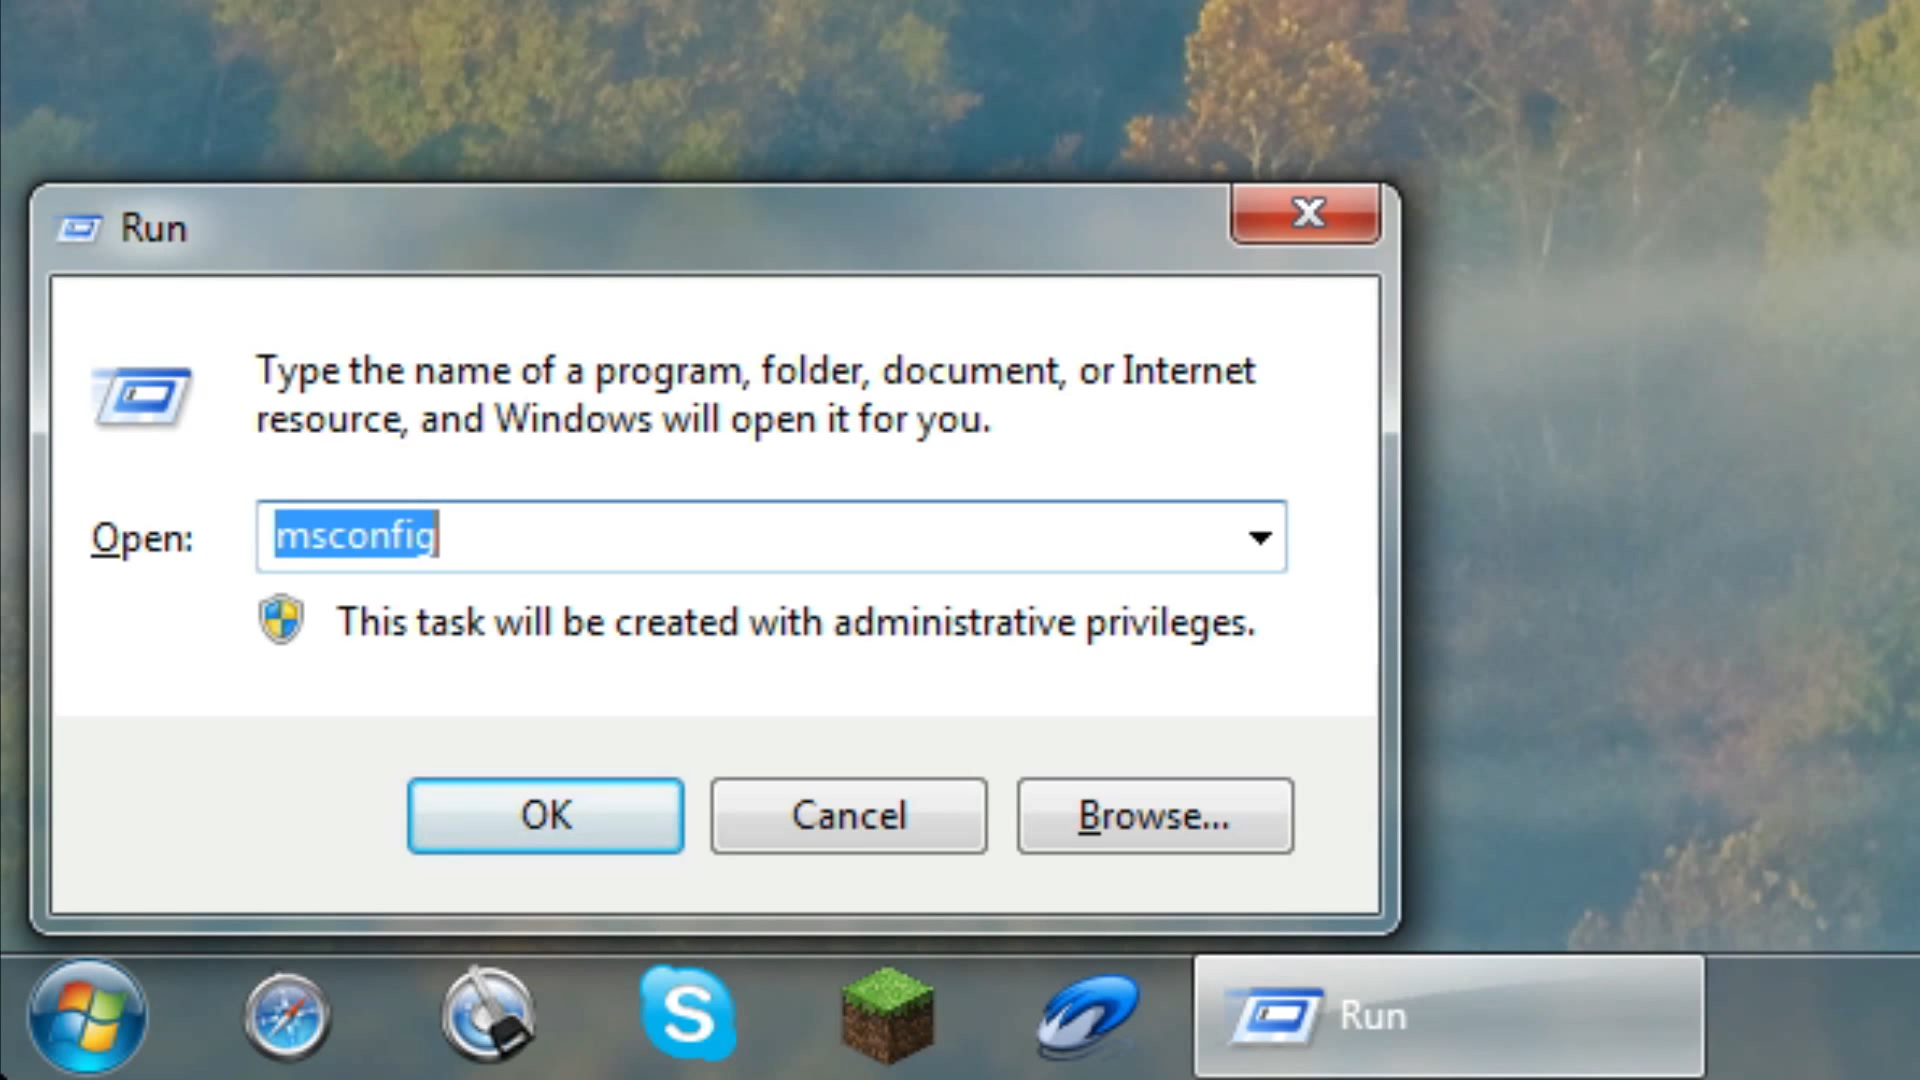 Run
Type the name of a program, folder, document, or Internet
resource, and Windows will open it for you.
Open: msconfig
This task will be created with administrative privileges.
OK Cancel Browse...
S Run